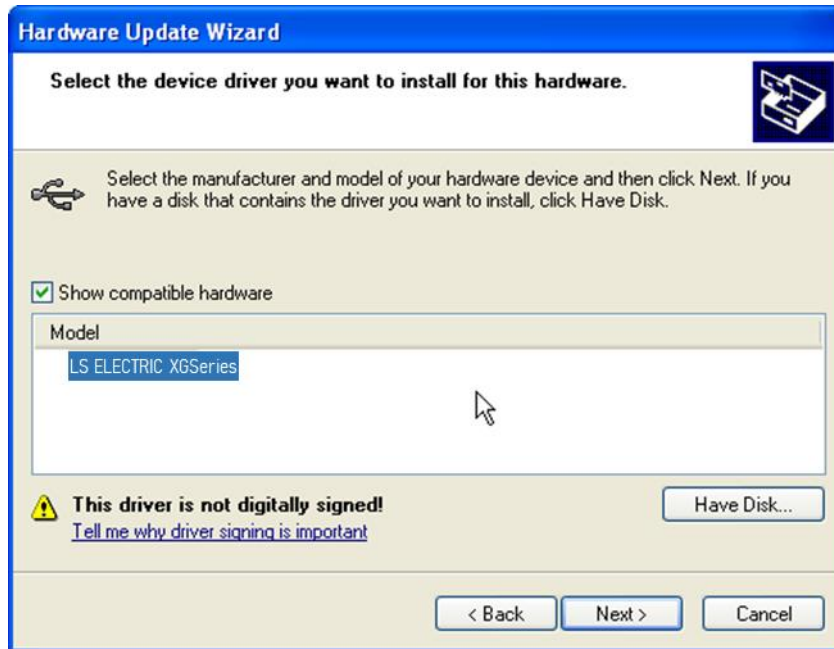 Hardware Update Wizard
Select the device driver you want to install for this hardware.
Select the manufacturer and model of your hardware device and then click Next. If you
have a disk that contains the driver you want to install, click Have Disk.
Show compatible hardware
Model
LS ELECTRIC XGSeries
This driver is not digitally signed!
Have Disk...
Tell me why driver signing is important
< Back
Next >
Cancel